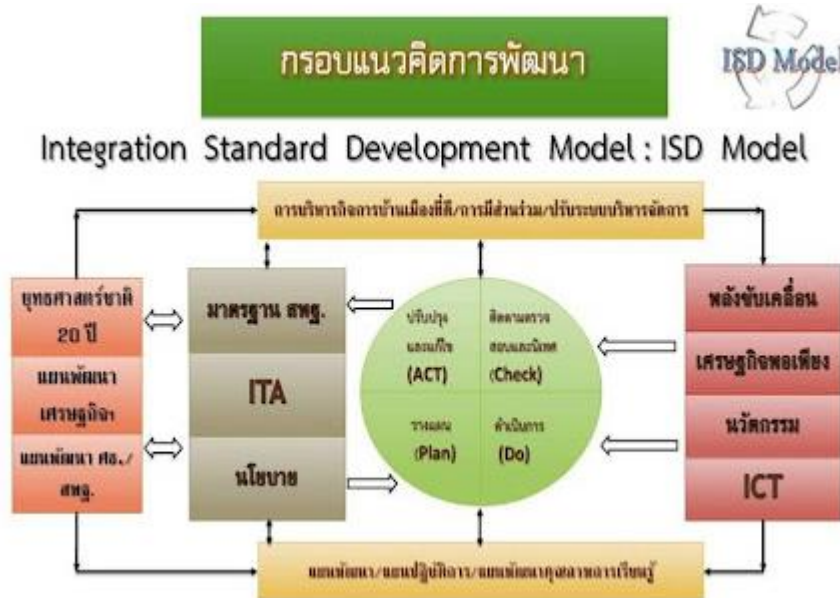 กรอบแนวคิดการพัฒนา
ISD Model
Integration Standard Development Model : ISD Model
การบริหารกิจการบ้านเมืองที่ดี/การมีส่วนร่วม/ปรับระบบบริหารจัดการ
ยุทธศาสตร์ชาติ
20 ปี
แผนพัฒนา
เศรษฐกิจฯ
แผนพัฒนา ศธ./
สพฐ.
มาตรฐาน สพฐ.
ITA
นโยบาย
ปรับปรุง
และแก้ไข
(ACT)
ติดตามตรวจ
สอบและนิเทศ
(Check)
วางแผน
(Plan)
ดำเนินการ
(Do)
พลังขับเคลื่อน
เศรษฐกิจพอเพียง
นวัตกรรม
ICT
แผนพัฒนา/แผนปฏิบัติการ/แผนพัฒนาคุณภาพการเรียนรู้